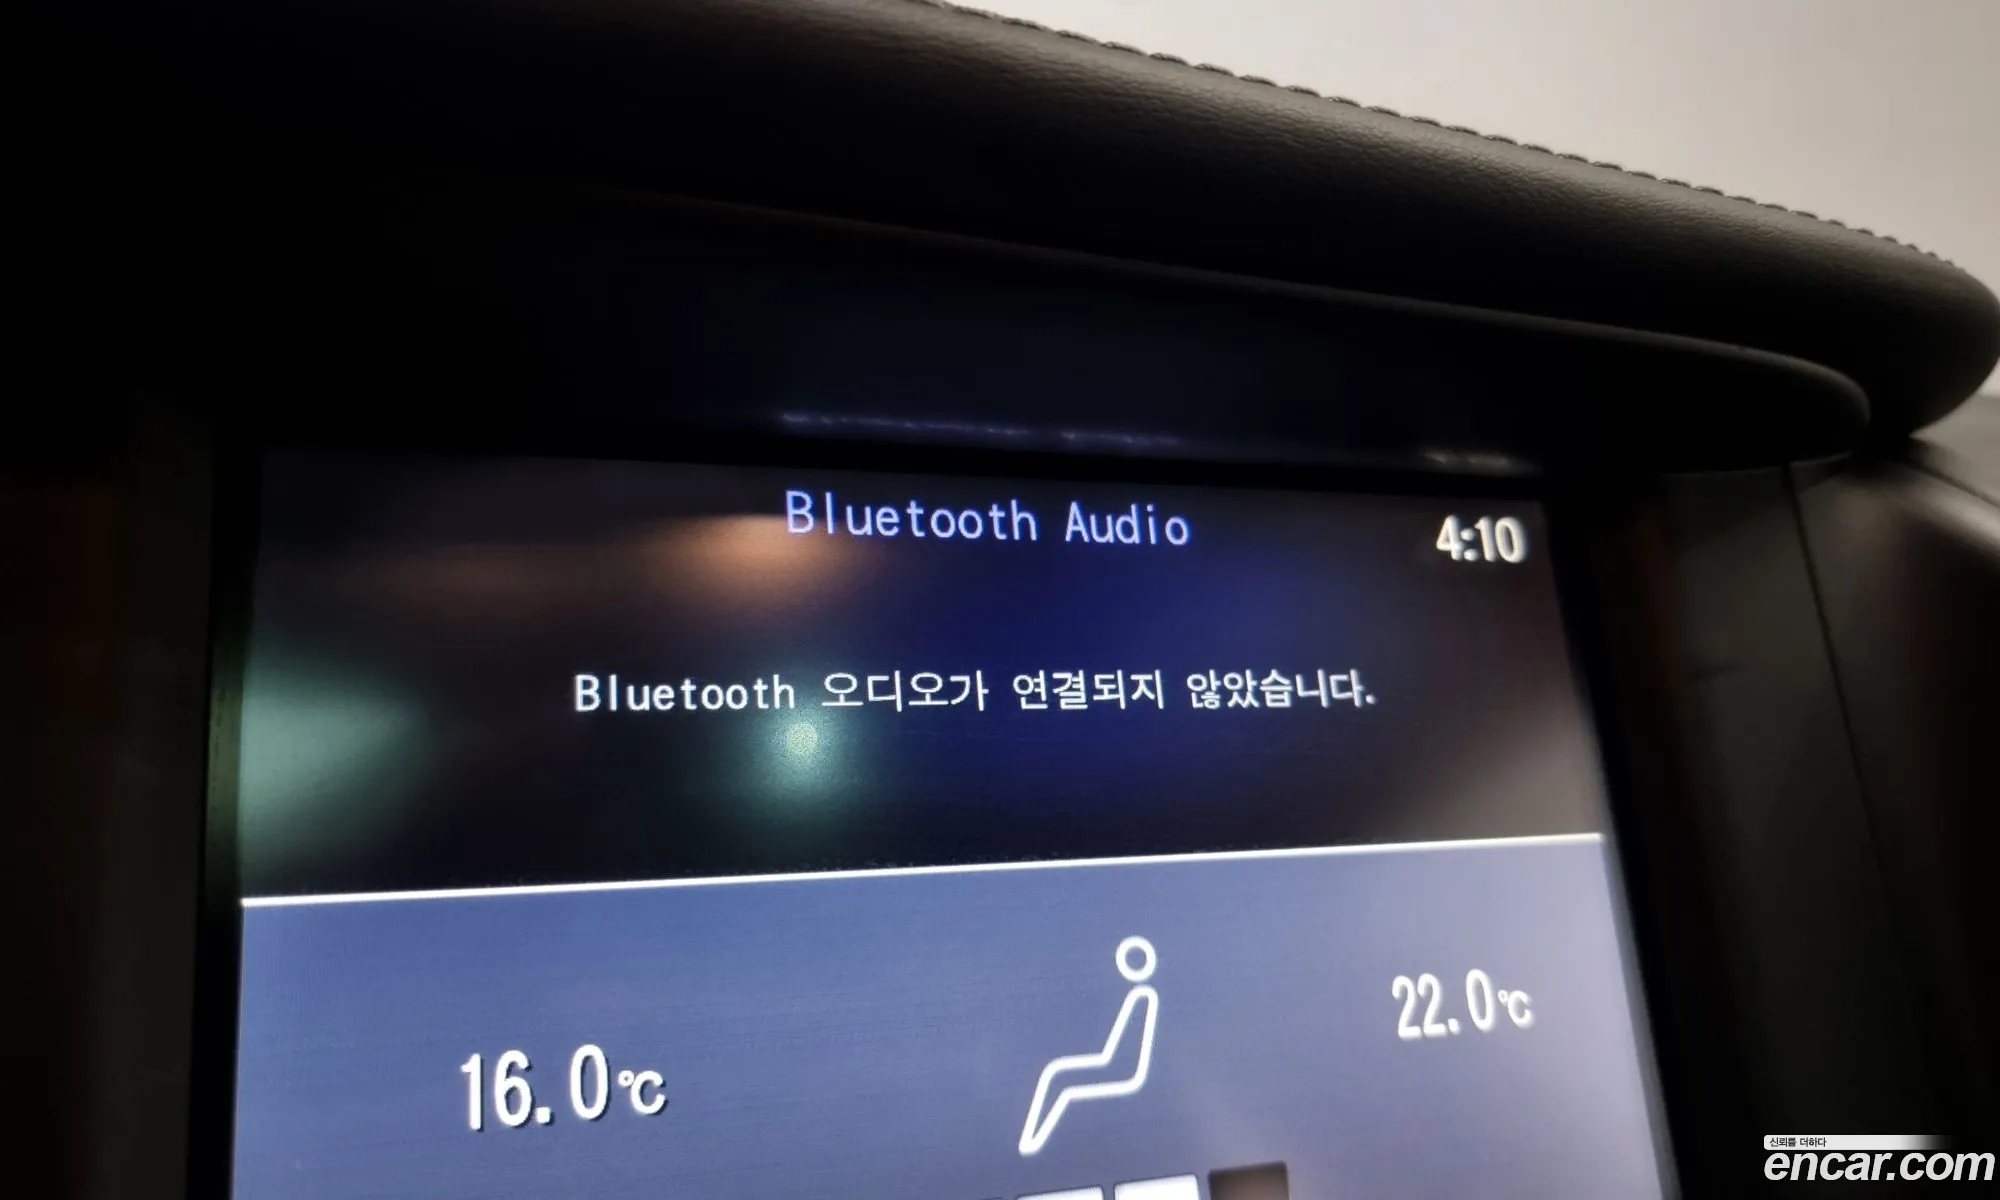 Bluetooth Audio
4:10
Bluetooth 오디오가 연결되지 않았습니다.
16.0℃
22.0℃
신뢰를 더하다
encar.com